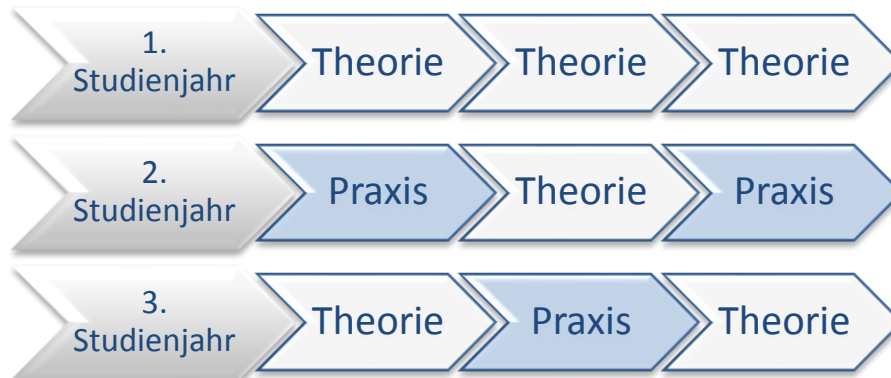 1.
Studienjahr
Theorie
Theorie
Theorie
2.
Studienjahr
Praxis
Theorie
Praxis
3.
Studienjahr
Theorie
Praxis
Theorie